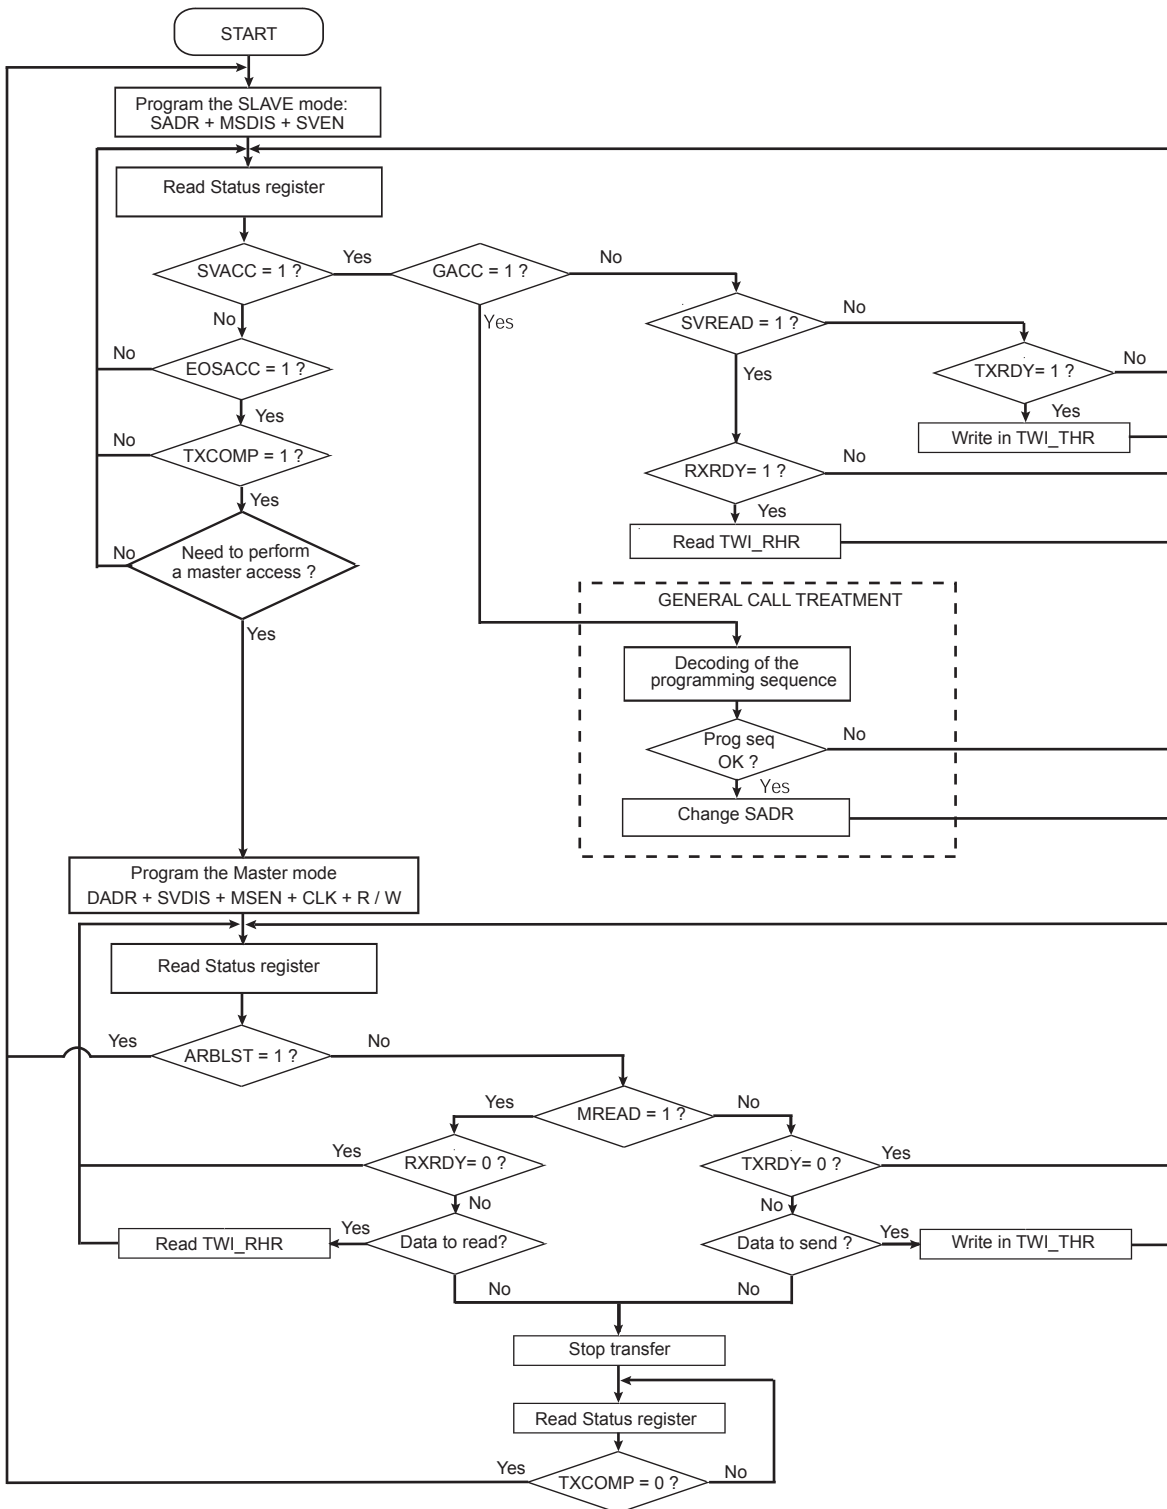 START
Program the SLAVE mode:
SADR + MSDIS + SVEN
Read Status register
SVACC = 1 ?
Yes
GACC = 1 ?
No
No
Yes
SVREAD = 1 ?
No
No
EOSACC = 1 ?
Yes
TXRDY= 1 ?
No
Yes
Yes
Write in TWI_THR
No
TXCOMP = 1 ?
RXRDY= 1 ?
No
Yes
Yes
Read TWI_RHR
No
Need to perform
a master access ?
Yes
GENERAL CALL TREATMENT
Decoding of the
programming sequence
Prog seq
OK ?
No
Yes
Change SADR
Program the Master mode
DADR + SVDIS + MSEN + CLK + R / W
Read Status register
Yes
ARBLST = 1 ?
No
Yes
MREAD = 1 ?
No
Yes
RXRDY= 0 ?
TXRDY= 0 ?
Yes
No
No
Read TWI_RHR
Yes
Data to read?
Data to send ?
Yes
Write in TWI_THR
No
No
Stop transfer
Read Status register
Yes
TXCOMP = 0 ?
No